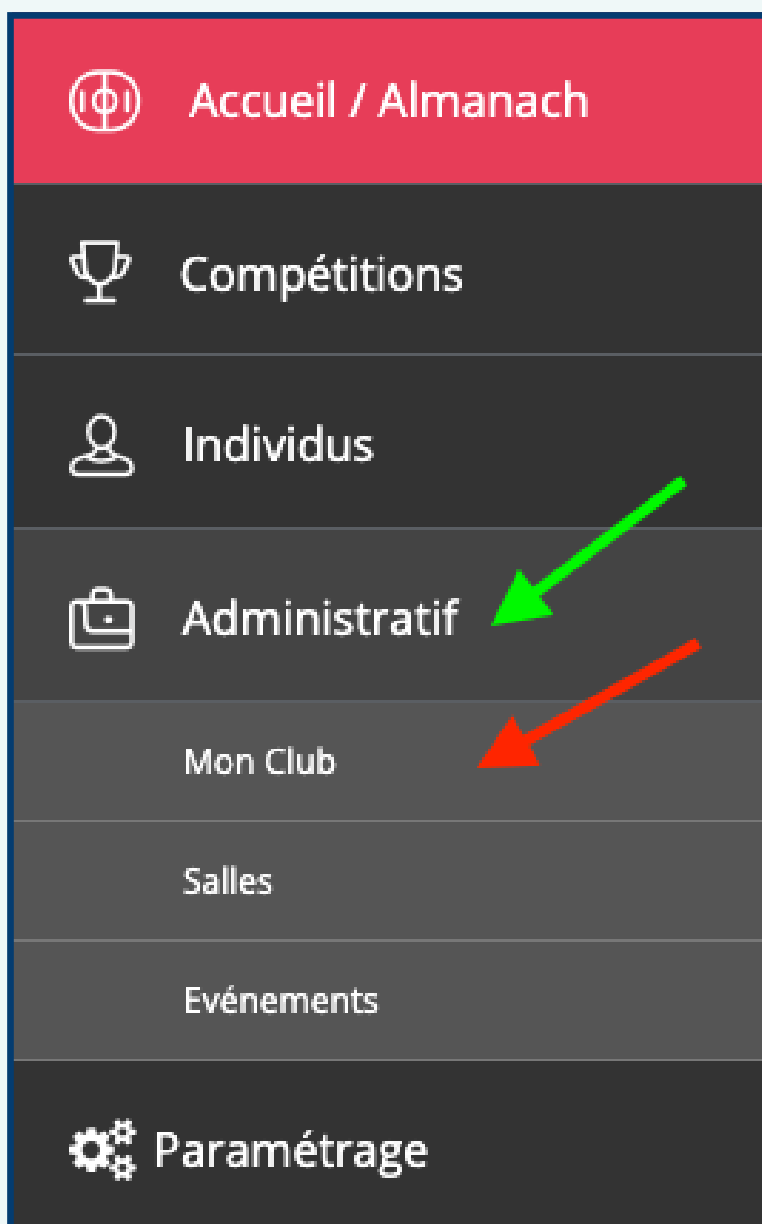 Accueil / Almanach
Compétitions
Individus
Administratif
Mon Club
Salles
Evénements
Paramétrage